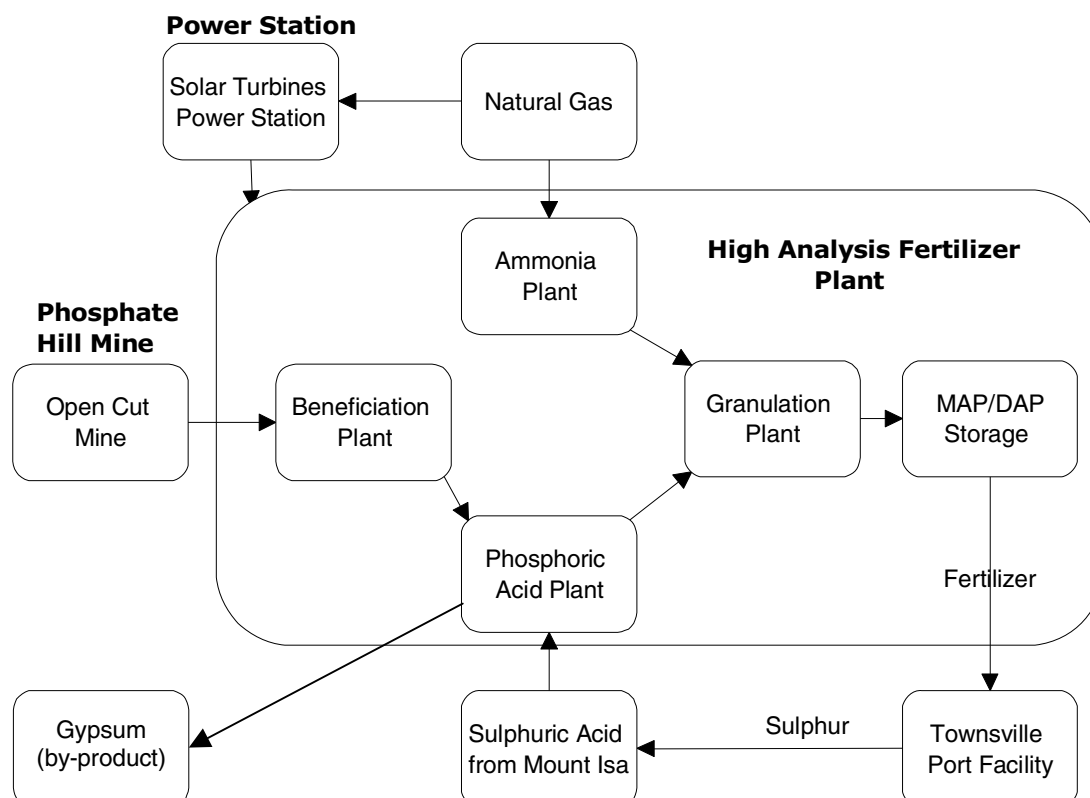 Power Station
Solar Turbines
Power Station
Natural Gas
Ammonia
Plant
High Analysis Fertilizer
Plant
Phosphate
Hill Mine
Open Cut
Mine
Beneficiation
Plant
Granulation
Plant
MAP/DAP
Storage
Phosphoric
Acid Plant
Fertilizer
Gypsum
(by-product)
Sulphuric Acid
from Mount Isa
Sulphur
Townsville
Port Facility